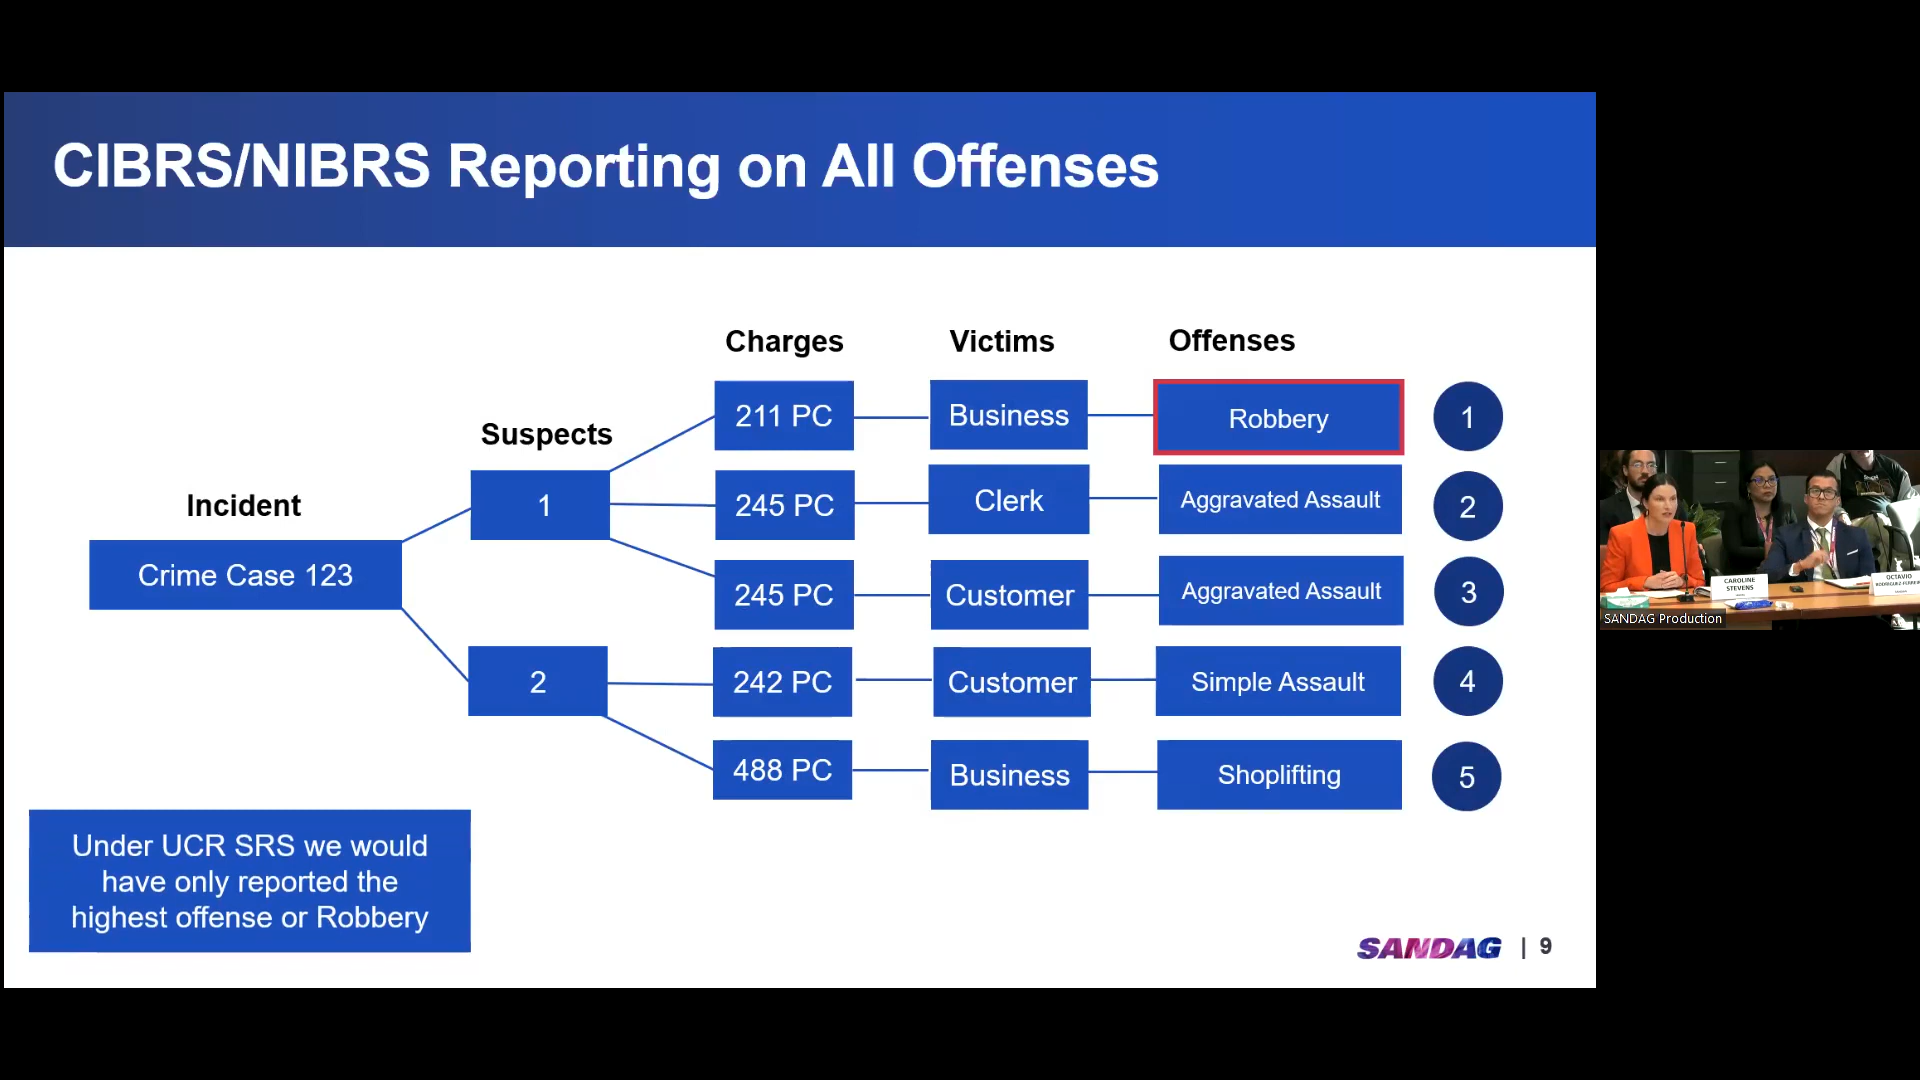 CIBRS/NIBRS Reporting on All Offenses
Charges
Victims
Offenses
Suspects
Incident
Crime Case 123
1
2
211 PC
Business
Robbery
1
245 PC
Clerk
Aggravated Assault
2
245 PC
Customer
Aggravated Assault
3
242 PC
Customer
Simple Assault
4
488 PC
Business
Shoplifting
5
Under UCR SRS we would
have only reported the
highest offense or Robbery
SANDAG | 9
CAROLINE
STEVENS
OCTAVIO
SANDAG Production